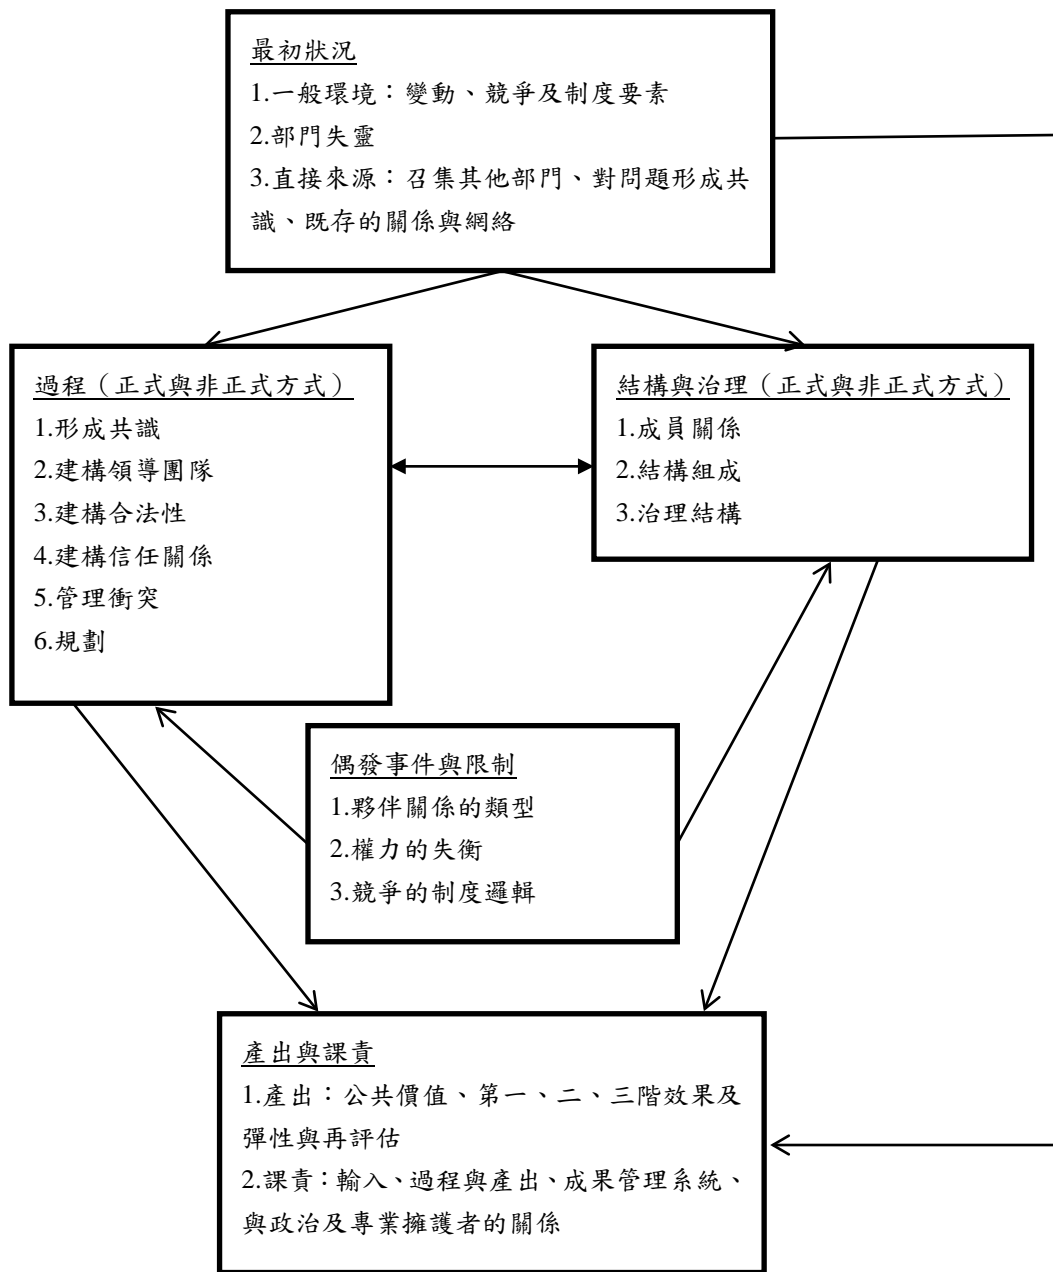 最初狀況
1.一般環境：變動、競爭及制度要素
2.部門失靈
3.直接來源：召集其他部門、對問題形成共
識、既存的關係與網絡
過程（正式與非正式方式）
1.形成共識
2.建構領導團隊
3.建構合法性
4.建構信任關係
5.管理衝突
6.規劃
結構與治理（正式與非正式方式）
1.成員關係
2.結構組成
3.治理結構
偶發事件與限制
1.夥伴關係的類型
2.權力的失衡
3.競爭的制度邏輯
產出與課責
1.產出：公共價值、第一、二、三階效果及
彈性與再評估
2.課責：輸入、過程與產出、成果管理系統、
與政治及專業擁護者的關係